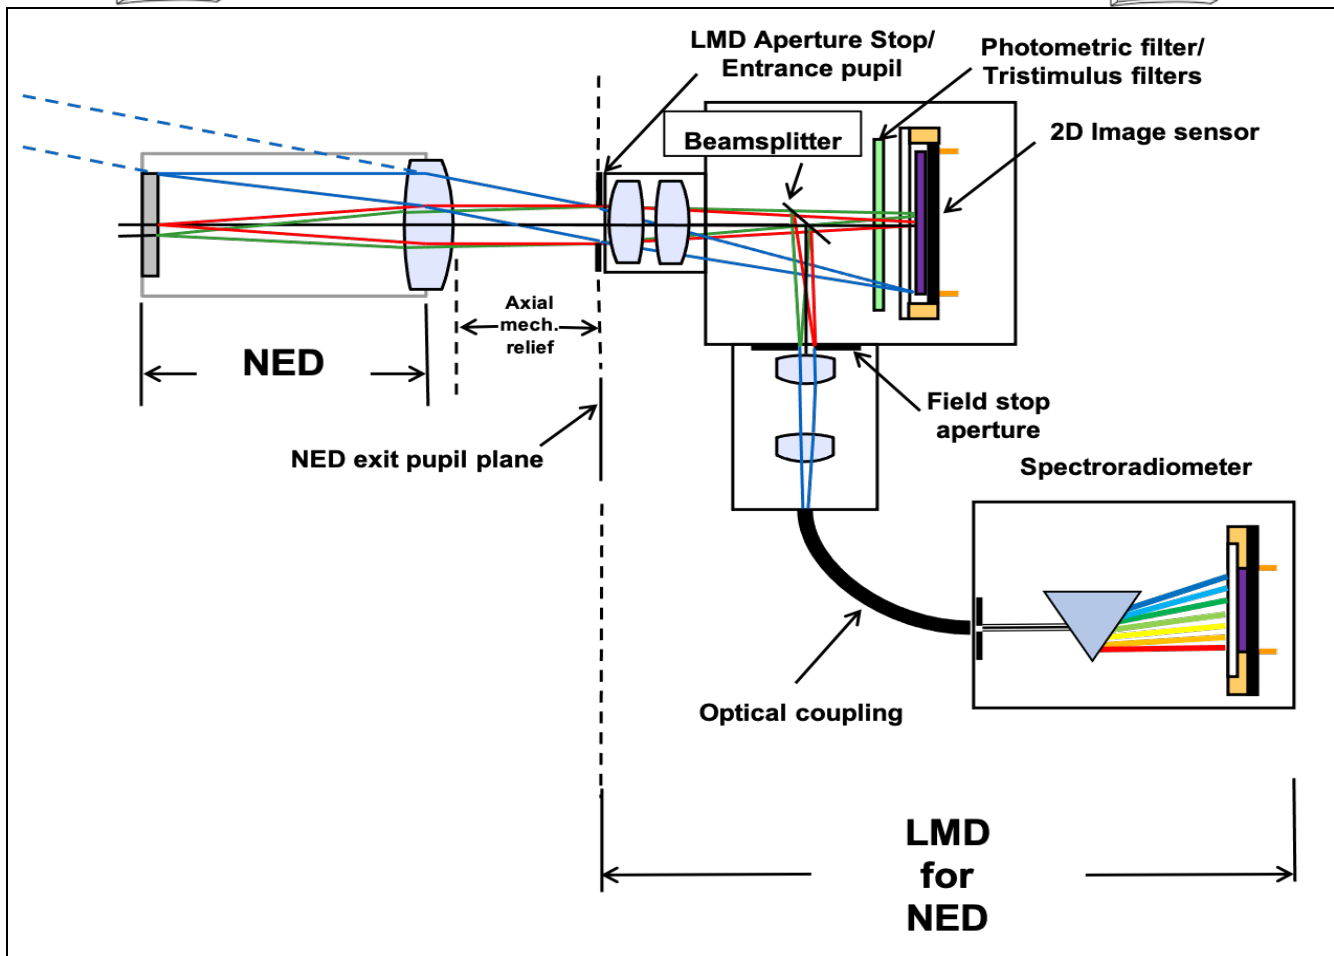 LMD Aperture Stop/
Entrance pupil
Photometric filter/
Tristimulus filters
Beamsplitter
2D Image sensor
Axial
mech.
relief
NED
Field stop
aperture
NED exit pupil plane
Spectroradiometer
Optical coupling
LMD
for
NED